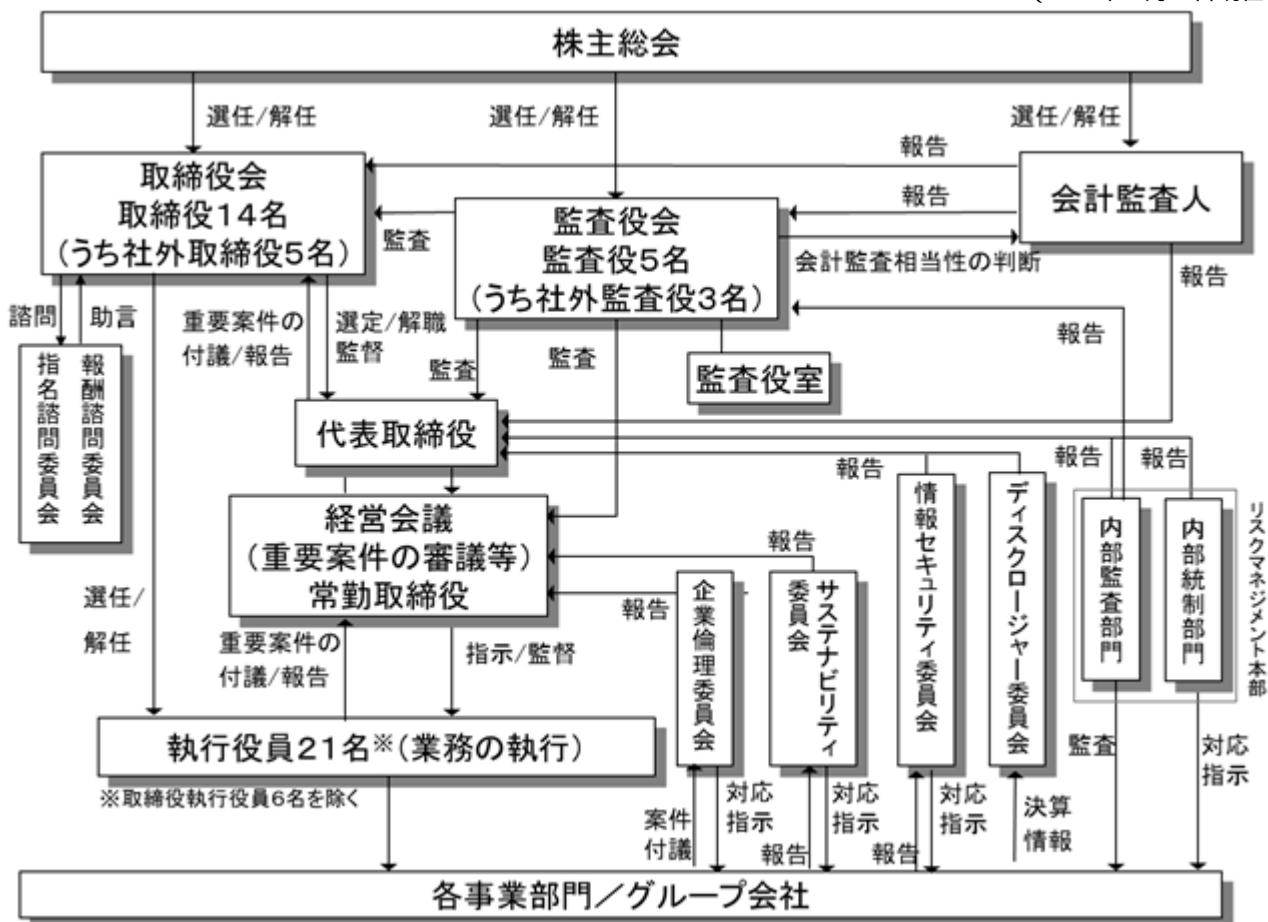 株主総会
選任/解任
選任/解任
選任/解任
取締役会
取締役14名
(うち社外取締役5名)
監査役会
監査役5名
(うち社外監査役3名)
会計監査人
報告
報告
監査
会計監査相当性の判断
報告
諮問
助言
重要案件の
付議/報告
選定/解職
監督
監査
監査
監査役室
報告
指名諮問委員会
報酬諮問委員会
代表取締役
報告
報告
報告
経営会議
(重要案件の審議等)
常勤取締役
報告
報告
企業倫理委員会
サステナビリティ
委員会
情報セキュリティ委員会
ディスクロージャー委員会
内部監査部門
内部統制部門
リスクマネジメント本部
選任/
解任
重要案件の
付議/報告
指示/監督
執行役員21名※(業務の執行)
※取締役執行役員6名を除く
案件
付議
対応
指示
報告
対応
指示
報告
対応
指示
決算
情報
監査
対応
指示
各事業部門/グループ会社